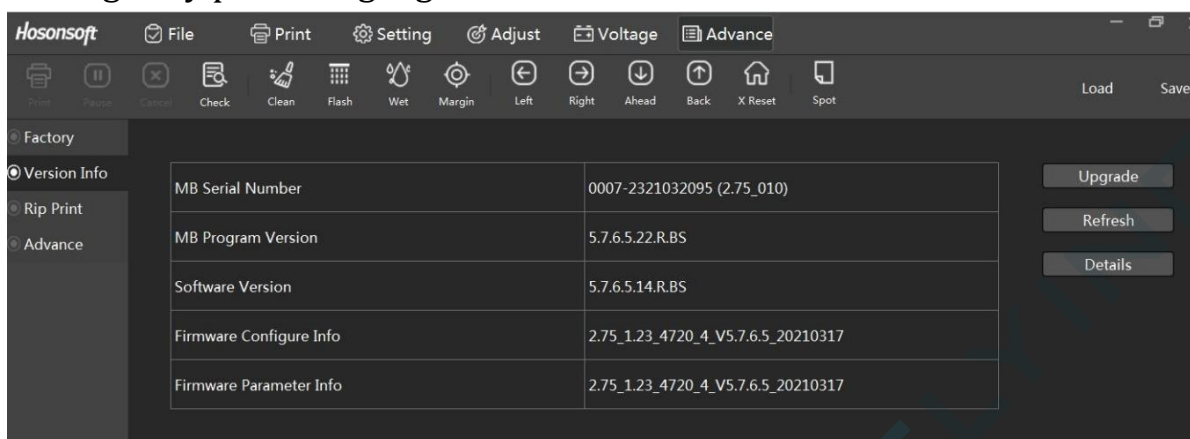 Hosonsoft File Print Setting Adjust Voltage Advance
Print Pause Cancel Check Clean Flash Wet Margin Left Right Ahead Back X Reset Spot Load Save
Factory
Version Info
Rip Print
Advance
MB Serial Number 0007-2321032095 (2.75_010)
MB Program Version 5.7.6.5.22.R.BS
Software Version 5.7.6.5.14.R.BS
Firmware Configure Info 2.75_1.23_4720_4_V5.7.6.5_20210317
Firmware Parameter Info 2.75_1.23_4720_4_V5.7.6.5_20210317
Upgrade
Refresh
Details